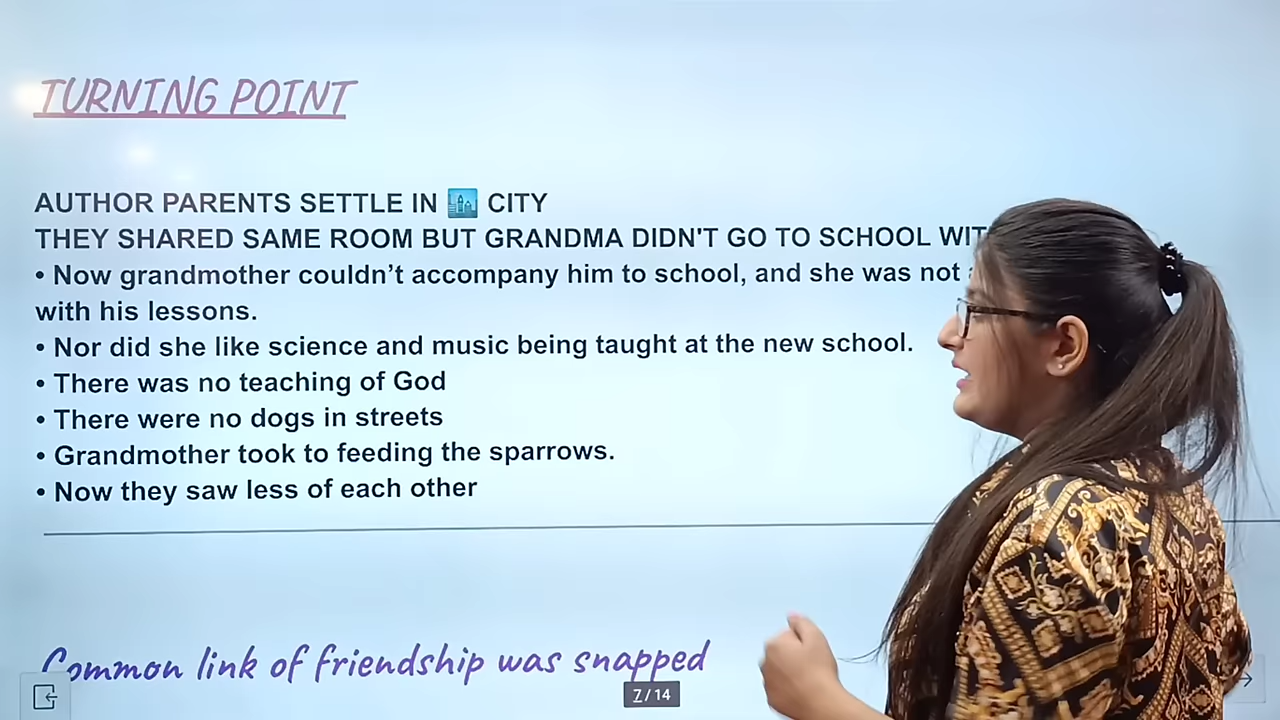 TURNING POINT
AUTHOR PARENTS SETTLE IN 🏙️ CITY
THEY SHARED SAME ROOM BUT GRANDMA DIDN'T GO TO SCHOOL
• Now grandmother couldn't accompany him to school, and she was not
with his lessons.
• Nor did she like science and music being taught at the new school.
• There was no teaching of God
• There were no dogs in streets
• Grandmother took to feeding the sparrows.
• Now they saw less of each other
Common link of friendship was snapped
7 / 14